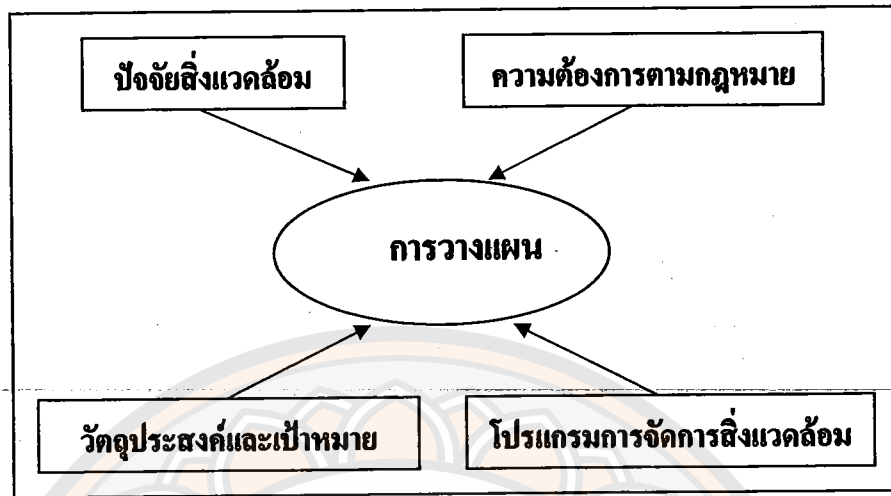 ปัจจัยสิ่งแวดล้อม
ความต้องการตามกฎหมาย
การวางแผน
วัตถุประสงค์และเป้าหมาย
โปรแกรมการจัดการสิ่งแวดล้อม